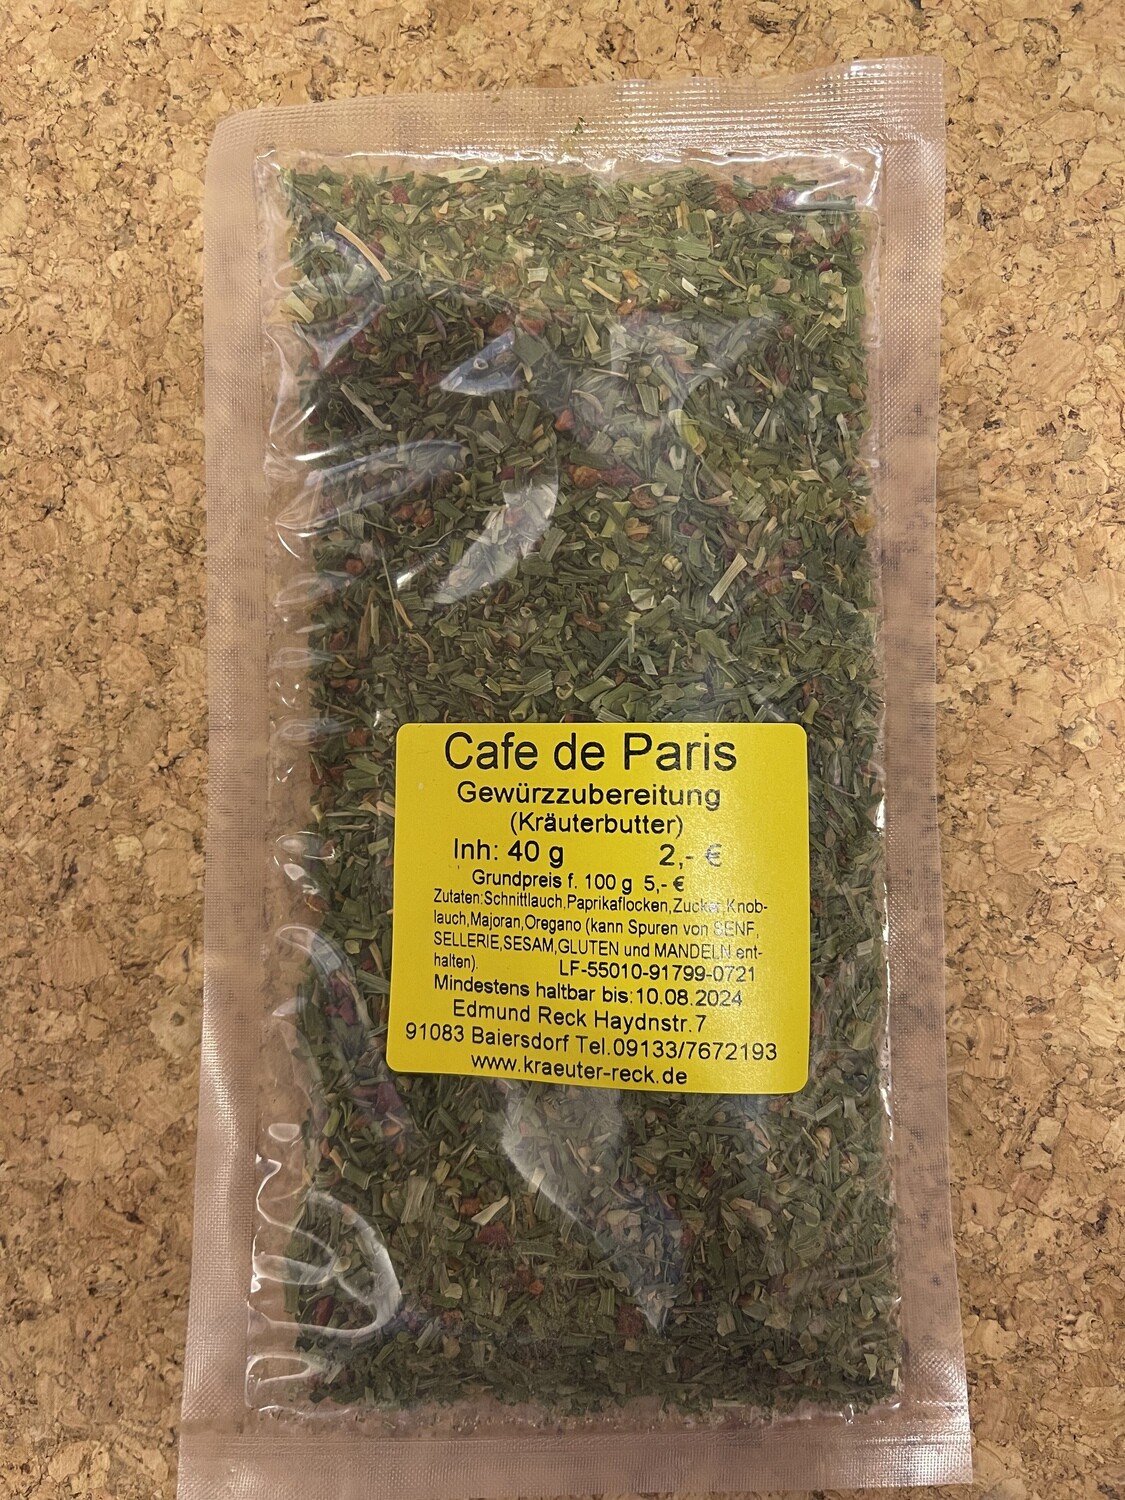 Cafe de Paris
Gewürzzubereitung
(Kräuterbutter)
Inh: 40 g 2,- €
Grundpreis f. 100 g 5,- €
Zutaten:Schnittlauch,Paprikaflocken,Zucker,Knob-
lauch,Majoran,Oregano (kann Spuren von SENF,
SELLERIE,SESAM,GLUTEN und MANDELN ent-
halten). LF-55010-91799-0721
Mindestens haltbar bis:10.08.2024
Edmund Reck Haydnstr.7
91083 Baiersdorf Tel.09133/7672193
www.kraeuter-reck.de